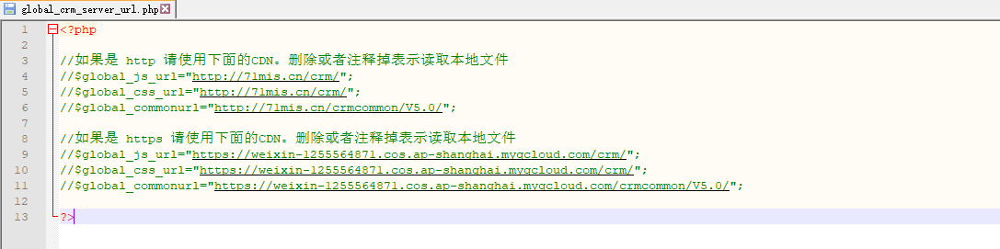 global_crm_server_url.php
1 <?php
2
3 //如果是 http 请使用下面的CDN。删除或者注释掉表示读取本地文件
4 //$global_js_url="http://71mis.cn/crm/";
5 //$global_css_url="http://71mis.cn/crm/";
6 //$global_commonurl="http://71mis.cn/crmcommon/V5.0/";
7
8 //如果是 https 请使用下面的CDN。删除或者注释掉表示读取本地文件
9 //$global_js_url="https://weixin-1255564871.cos.ap-shanghai.myqcloud.com/crm/";
10 //$global_css_url="https://weixin-1255564871.cos.ap-shanghai.myqcloud.com/crm/";
11 //$global_commonurl="https://weixin-1255564871.cos.ap-shanghai.myqcloud.com/crmcommon/V5.0/";
12
13 ?>